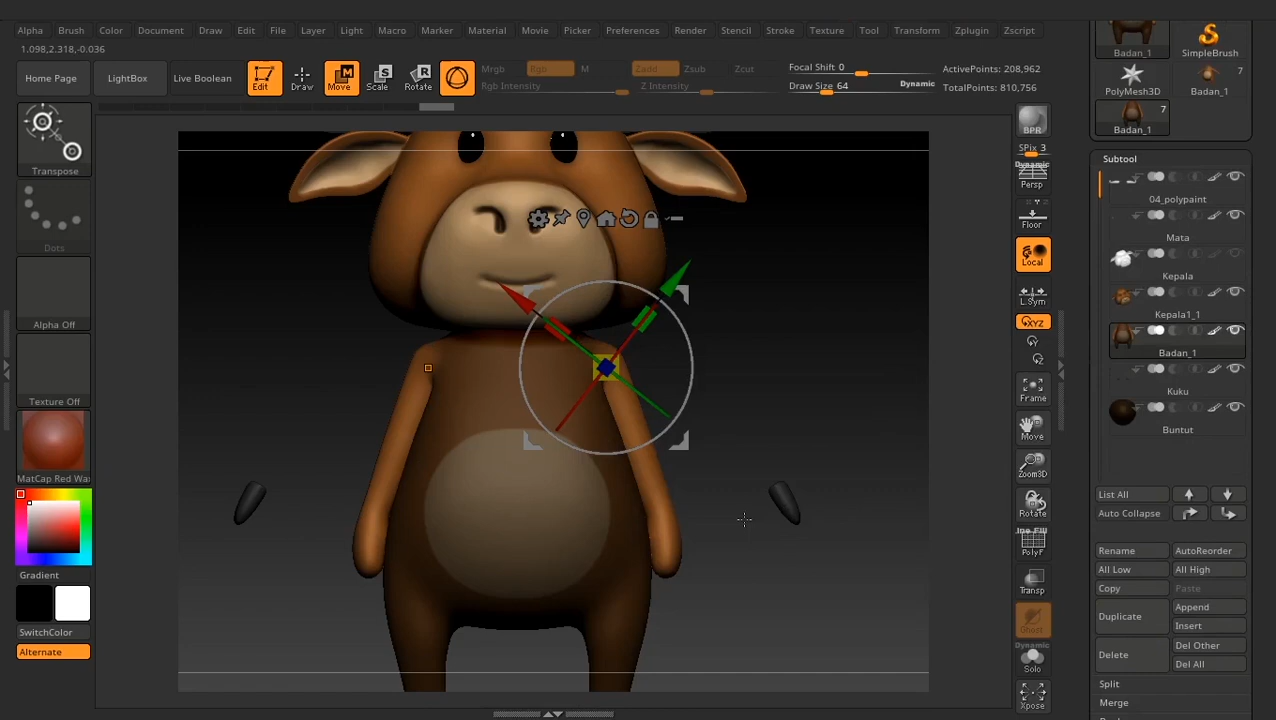 Alpha Brush Color Document Draw Edit File Layer Light Macro Marker Material Movie Picker Preferences Render Stencil Stroke Texture Tool Transform Zplugin Zscript
1.098,2.318,-0.036
Home Page
LightBox
Live Boolean
Edit
Draw
Move
Scale
Rotate
Mrgb Rgb M
Rgb Intensity
Zadd Zsub Zcut
Z Intensity
Focal Shift 0
Draw Size 64
Dynamic
ActivePoints: 208,962
TotalPoints: 810,756
Transpose
Dots
Alpha Off
Texture Off
MatCap Red Wax
Gradient
SwitchColor
Alternate
BPR
SPix 3
Dynamic
Persp
Floor
Local
L.Sym
XYZ
Frame
Move
Zoom3D
Rotate
PolyF
Transp
Ghost
Dynamic
Solo
Xpose
Badan_1
SimpleBrush
PolyMesh3D
7
Badan_1
7
Badan_1
Subtool
04_polypaint
Mata
Kepala
Kepala1_1
Badan_1
Kuku
Buntut
List All
Auto Collapse
Rename AutoReorder
All Low All High
Copy Paste
Duplicate
Append
Insert
Delete
Del Other
Del All
Split
Merge